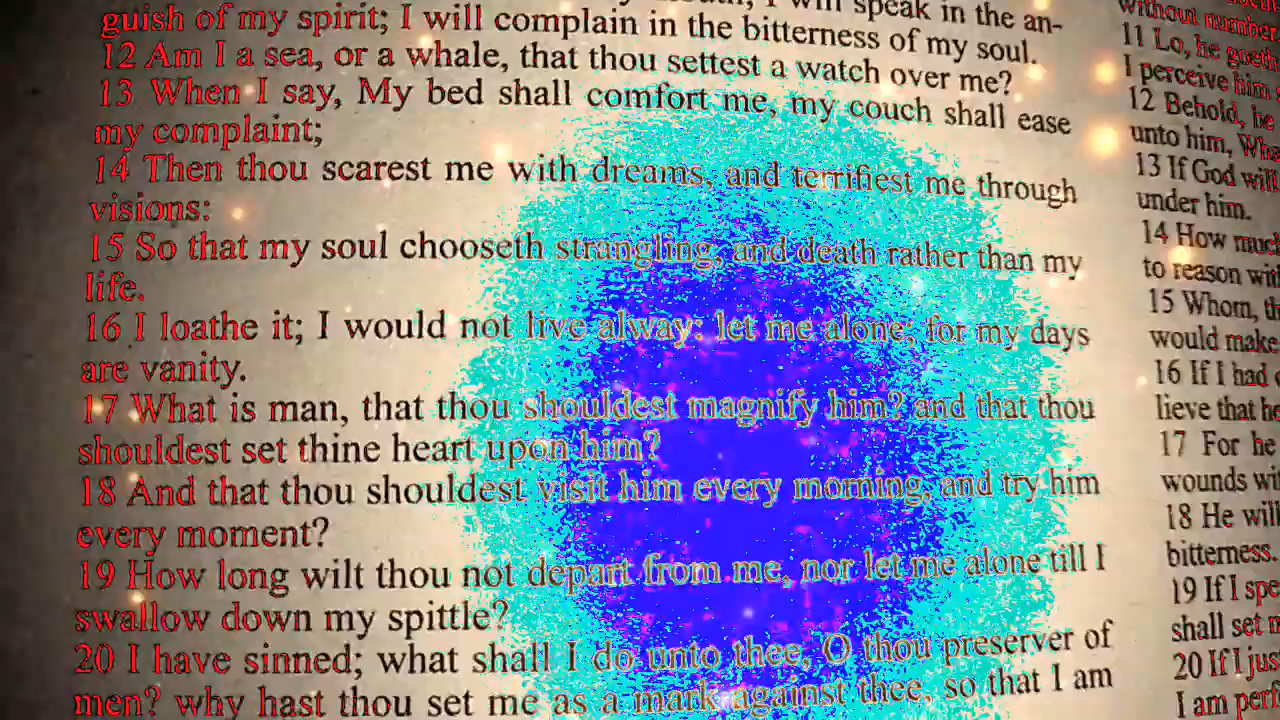 guish of my spirit; I will complain in the bitterness of my soul.
12 Am I a sea, or a whale, that thou settest a watch over me?
13 When I say, My bed shall comfort me, my couch shall ease
my complaint;
14 Then thou scarest me with dreams, and terrifiest me through
visions:
15 So that my soul chooseth strangling, and death rather than my
life.
16 I loathe it; I would not live alway: let me alone; for my days
are vanity.
17 What is man, that thou shouldest magnify him? and that thou
shouldest set thine heart upon him?
18 And that thou shouldest visit him every morning, and try him
every moment?
19 How long wilt thou not depart from me, nor let me alone till I
swallow down my spittle?
20 I have sinned; what shall I do unto thee, O thou preserver of
men? why hast thou set me as a mark against thee, so that I am
without number.
11 Lo, he goeth
I perceive him
12 Behold, he
unto him,
13 If God will
under him.
14 How
to reason
15 Whom,
would make
16 If I had
lieve that
17 For he
wounds
18 He will
bitterness.
19 If I
shall set
20 If I
I am